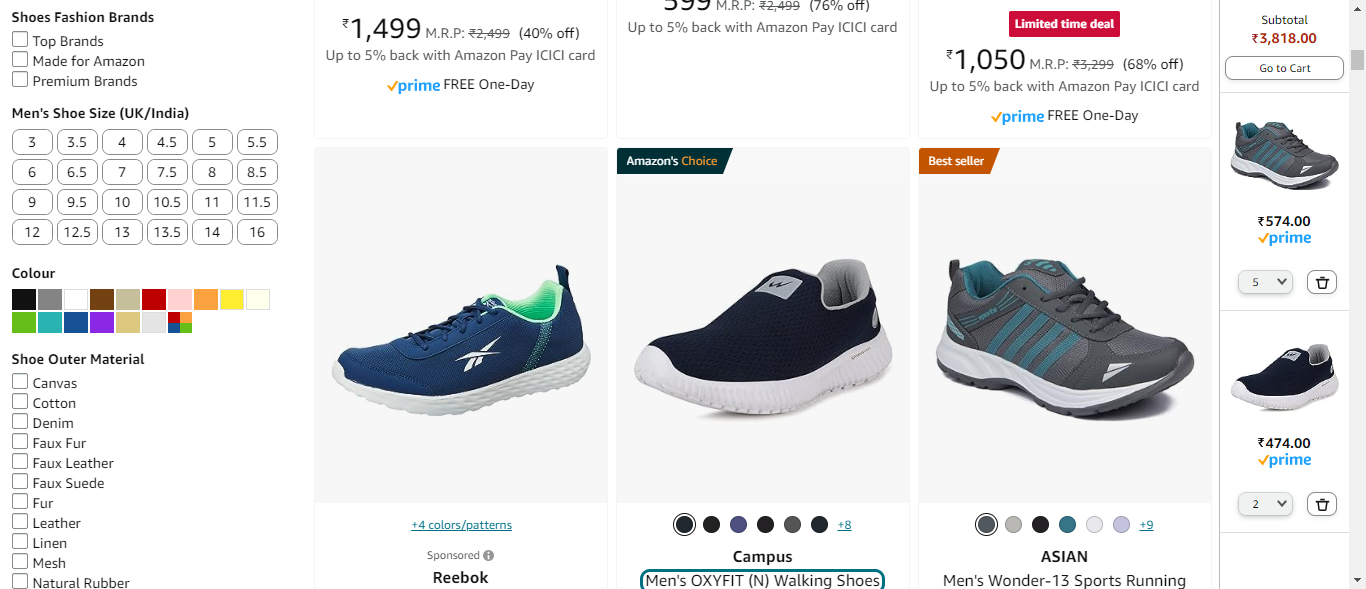 Shoes Fashion Brands
Top Brands
Made for Amazon
Premium Brands
Men's Shoe Size (UK/India)
3 3.5 4 4.5 5 5.5
6 6.5 7 7.5 8 8.5
9 9.5 10 10.5 11 11.5
12 12.5 13 13.5 14 16
Colour
Shoe Outer Material
Canvas
Cotton
Denim
Faux Fur
Faux Leather
Faux Suede
Fur
Leather
Linen
Mesh
Natural Rubber
₹1,499 M.R.P: ₹2,499 (40% off)
Up to 5% back with Amazon Pay ICICI card
prime FREE One-Day
599 M.R.P: ₹2,499 (76% off)
Up to 5% back with Amazon Pay ICICI card
Limited time deal
₹1,050 M.R.P: ₹3,299 (68% off)
Up to 5% back with Amazon Pay ICICI card
prime FREE One-Day
+4 colors/patterns
Sponsored
Reebok
Amazon's Choice
+8
Campus
Men's OXYFIT (N) Walking Shoes
Best seller
+9
ASIAN
Men's Wonder-13 Sports Running
Subtotal
₹3,818.00
Go to Cart
₹574.00
prime
5
₹474.00
prime
2